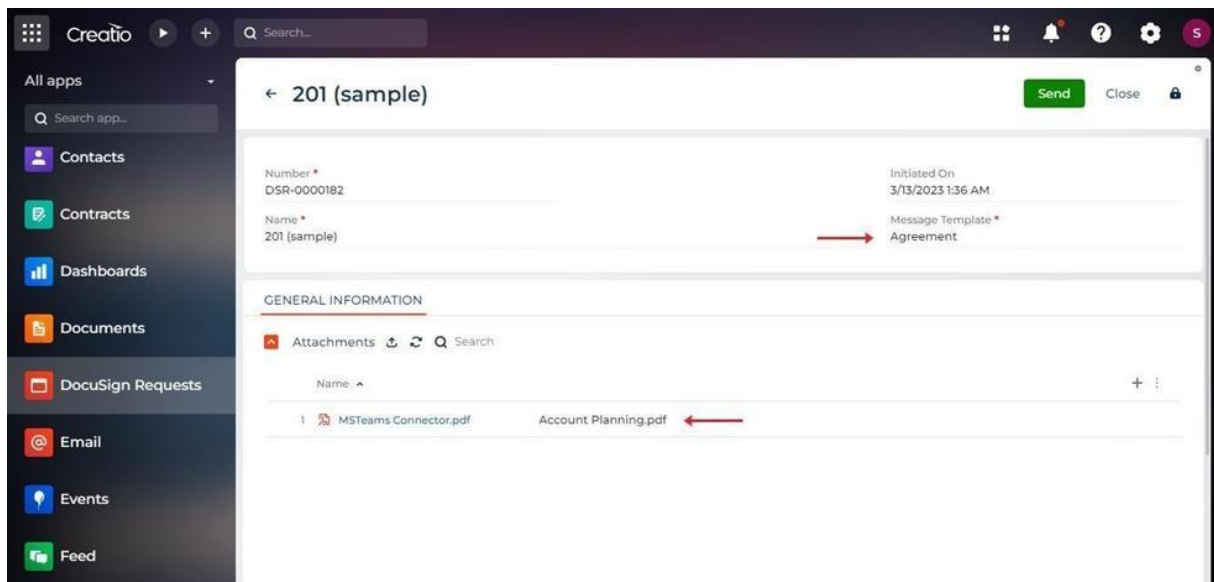 Creatio
Search...
S
All apps
Search app...
Contacts
Contracts
Dashboards
Documents
DocuSign Requests
Email
Events
Feed
201 (sample)
Send Close
Number * Initiated On
DSR-0000182 3/13/2023 1:36 AM
Name * Message Template *
201 (sample) Agreement
GENERAL INFORMATION
Attachments Search
Name
1 MSTeams Connector.pdf Account Planning.pdf